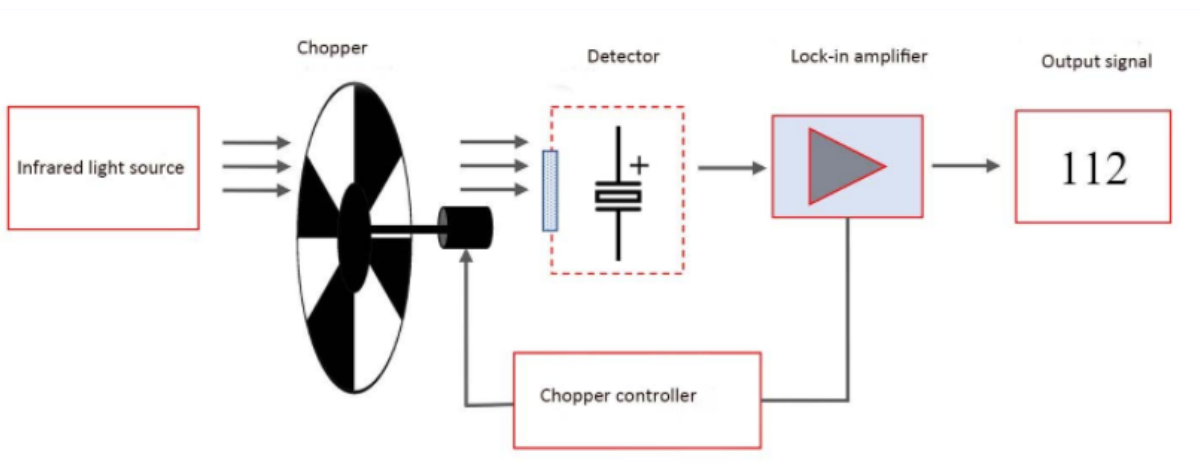 Chopper
Detector
Lock-in amplifier
Output signal
Infrared light source
+
112
Chopper controller